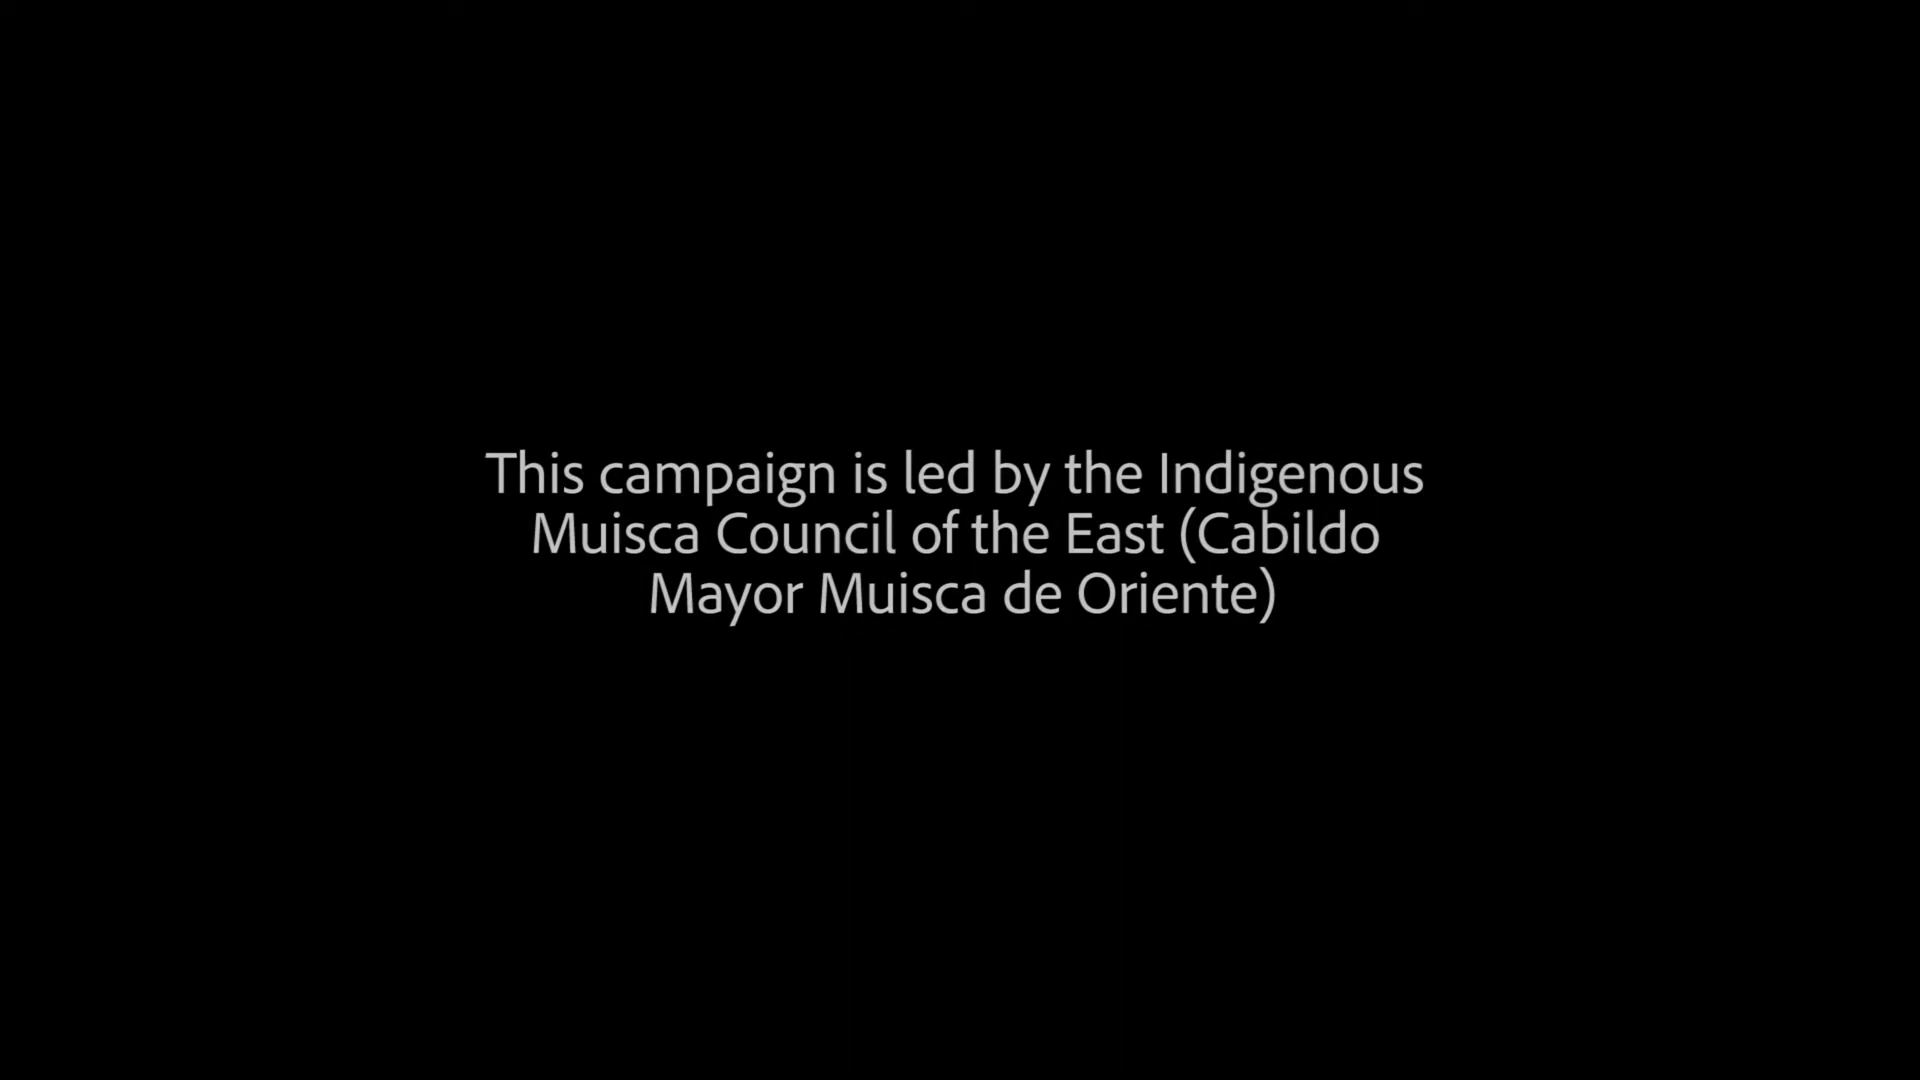 This campaign is led by the Indigenous
Muisca Council of the East (Cabildo
Mayor Muisca de Oriente)